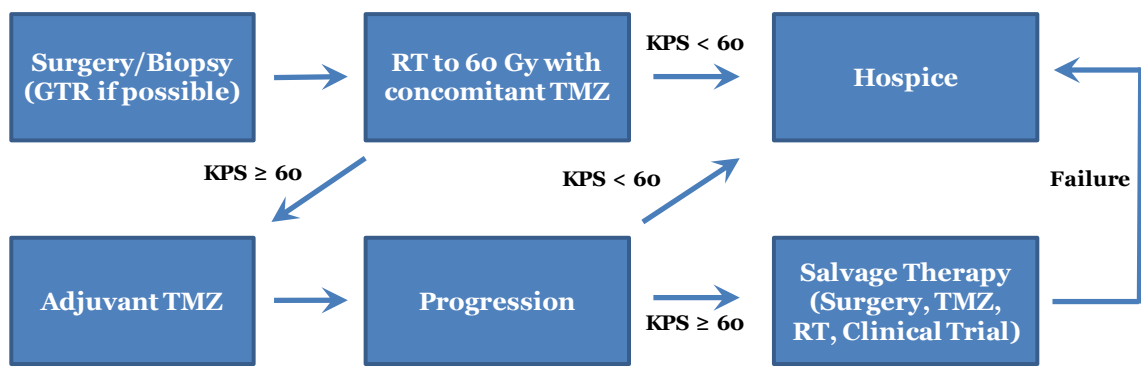 Surgery/Biopsy
(GTR if possible)
RT to 60 Gy with
concomitant TMZ
KPS < 60
Hospice
KPS ≥ 60
KPS < 60
Failure
Adjuvant TMZ
Progression
KPS ≥ 60
Salvage Therapy
(Surgery, TMZ,
RT, Clinical Trial)